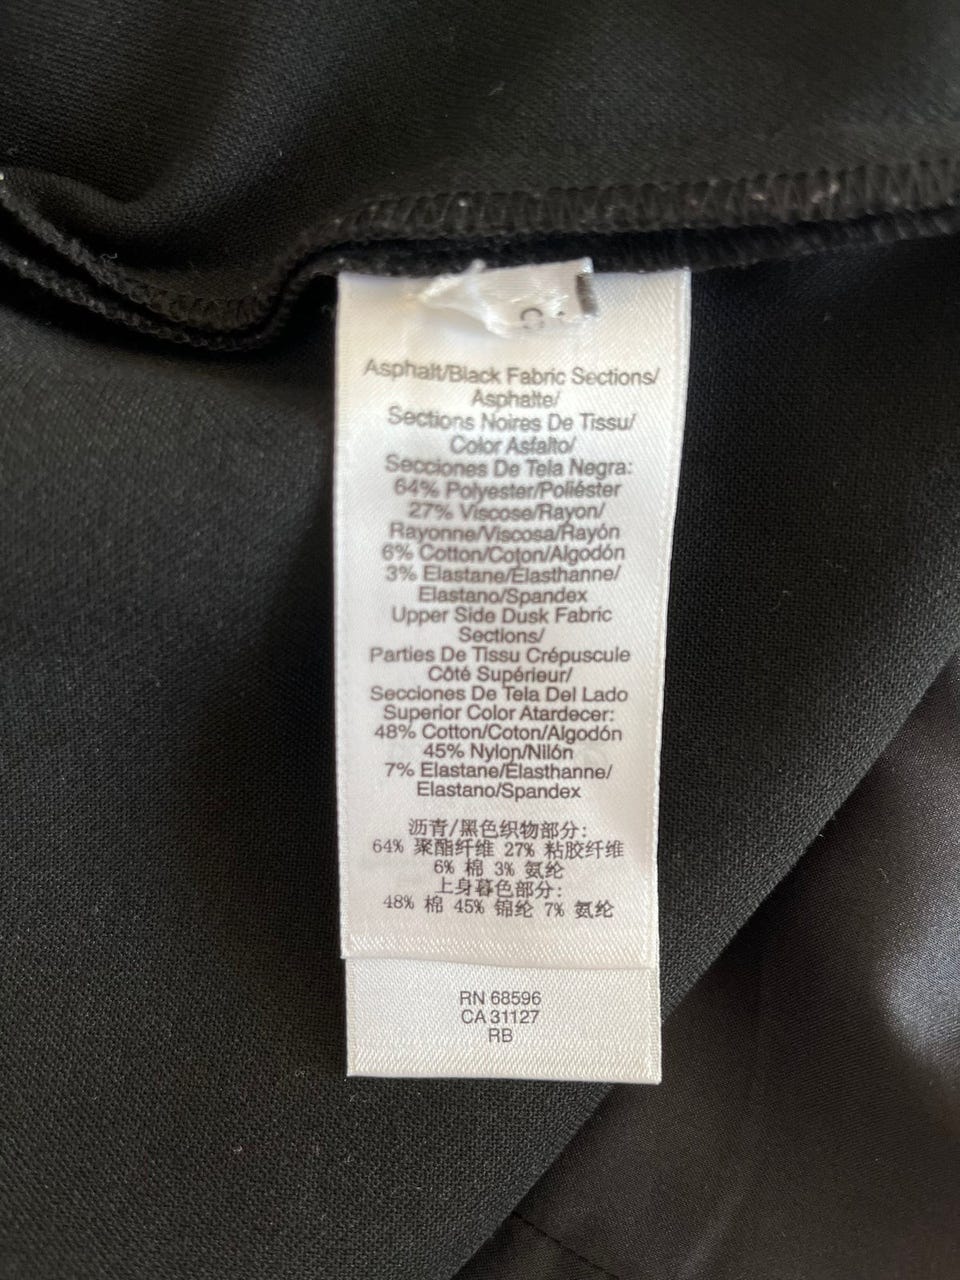 Asphalt/Black Fabric Sections/
Asphalte/
Sections Noires De Tissu/
Color Asfalto/
Secciones De Tela Negra:
64% Polyester/Poliéster
27% Viscose/Rayon/
Rayonne/Viscosa/Rayón
6% Cotton/Coton/Algodón
3% Elastane/Élasthanne/
Elastano/Spandex
Upper Side Dusk Fabric
Sections/
Parties De Tissu Crépuscule
Côté Supérieur/
Secciones De Tela Del Lado
Superior Color Atardecer:
48% Cotton/Coton/Algodón
45% Nylon/Nilón
7% Elastane/Élasthanne/
Elastano/Spandex
沥青/黑色织物部分:
64% 聚酯纤维 27% 粘胶纤维
6% 棉 3% 氨纶
上身暮色部分:
48% 棉 45% 锦纶 7% 氨纶
RN 68596
CA 31127
RB